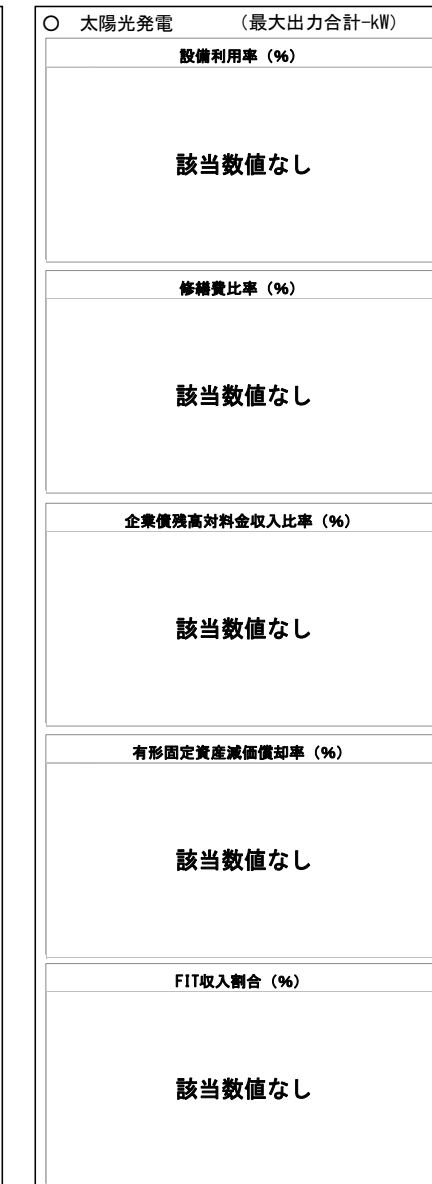 ○ 太陽光発電 (最大出力合計-kW)
設備利用率（%）
該当数値なし
修繕費比率（%）
該当数値なし
企業債残高対料金収入比率（%）
該当数値なし
有形固定資産減価償却率（%）
該当数値なし
FIT収入割合（%）
該当数値なし